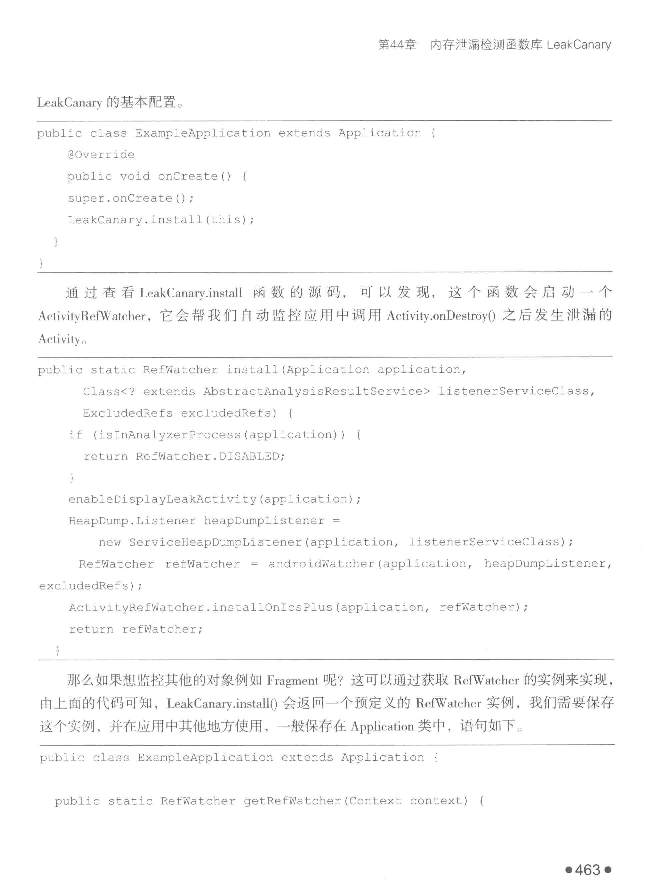 第44章 内存泄漏检测函数库 LeakCanary
LeakCanary 的基本配置。
public class ExampleApplication extends Application {
@Override
public void onCreate() {
super.onCreate();
LeakCanary.install(this);
}
}
通过查看 LeakCanary.install 函数的源码，可以发现，这个函数会启动一个
ActivityRefWatcher，它会帮我们自动监控应用中调用 Activity.onDestroy() 之后发生泄漏的
Activity。
public static RefWatcher install(Application application,
Class<? extends AbstractAnalysisResultService> listenerServiceClass,
ExcludedRefs excludedRefs) {
if (isInAnalyzerProcess(application)) {
return RefWatcher.DISABLED;
}
enableDisplayLeakActivity(application);
HeapDump.Listener heapDumpListener =
new ServiceHeapDumpListener(application, listenerServiceClass);
RefWatcher refWatcher = androidWatcher(application, heapDumpListener,
excludedRefs);
ActivityRefWatcher.installOnIcsPlus(application, refWatcher);
return refWatcher;
}
那么如果想监控其他的对象例如 Fragment 呢？这可以通过获取 RefWatcher 的实例来实现，
由上面的代码可知，LeakCanary.install() 会返回一个预定义的 RefWatcher 实例，我们需要保存
这个实例，并在应用中其他地方使用，一般保存在 Application 类中，语句如下。
public class ExampleApplication extends Application {
public static RefWatcher getRefWatcher(Context context) {
●463●